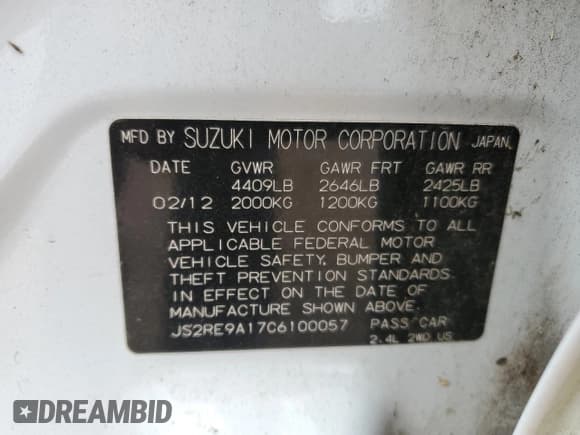 MFD BY SUZUKI MOTOR CORPORATION JAPAN
DATE GVWR GAWR FRT GAWR RR
4409LB 2646LB 2425LB
02/12 2000KG 1200KG 1100KG
THIS VEHICLE CONFORMS TO ALL
APPLICABLE FEDERAL MOTOR
VEHICLE SAFETY, BUMPER AND
THEFT PREVENTION STANDARDS
IN EFFECT ON THE DATE OF
MANUFACTURE SHOWN ABOVE.
JS2RE9A17C6100057 PASS CAR
2.4L 2WD US
DREAMBID